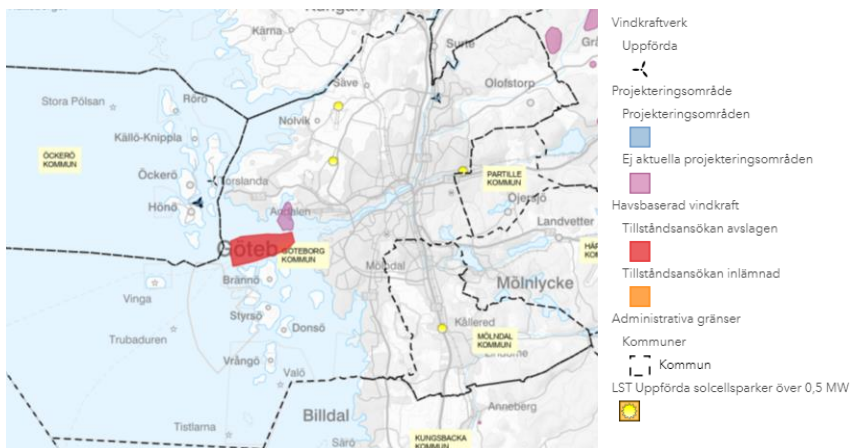 Kärna
Surte
Stora Pölsan
Rörö
Säve
Olofstorp
Nolvik
Källö-Knippla
ÖCKERÖ
KOMMUN
Öckerö
Torslanda
PARTILLE
KOMMUN
Hönö
Öjersjö
Landvetter
Göteb
GÖTEBORG
KOMMUN
Mölndal
Brännö
Mölnlycke
Vinga
Styrsö
Donsö
Kållered
Trubaduren
MÖLNDAL
KOMMUN
Vrångö
Valö
Billdal
Anneberg
Tistlarna
Särö
KUNGSBACKA
KOMMUN
Vindkraftverk
Uppförda
Projekteringsområde
Projekteringsområden
Ej aktuella projekteringsområden
Havsbaserad vindkraft
Tillståndsansökan avslagen
Tillståndsansökan inlämnad
Administrativa gränser
Kommuner
Kommun
LST Uppförda solcellsparker över 0,5 MW